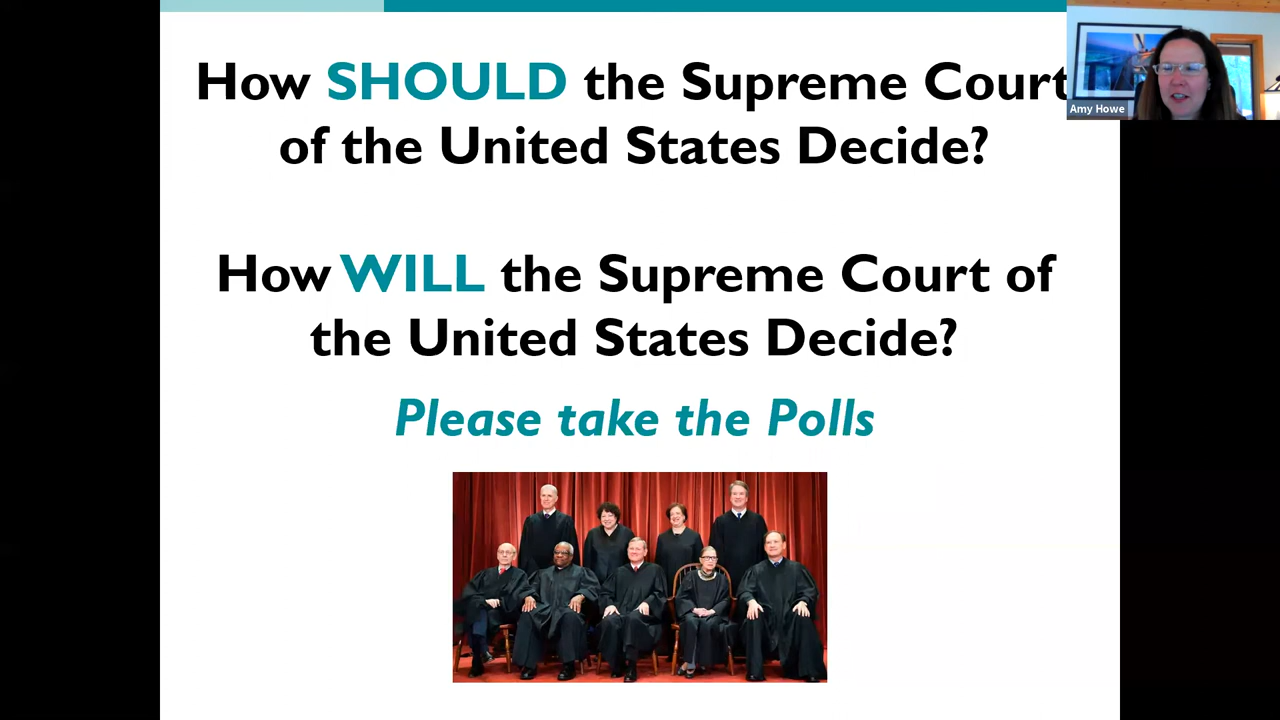 How SHOULD the Supreme Court
of the United States Decide?
Amy Howe
How WILL the Supreme Court of
the United States Decide?
Please take the Polls